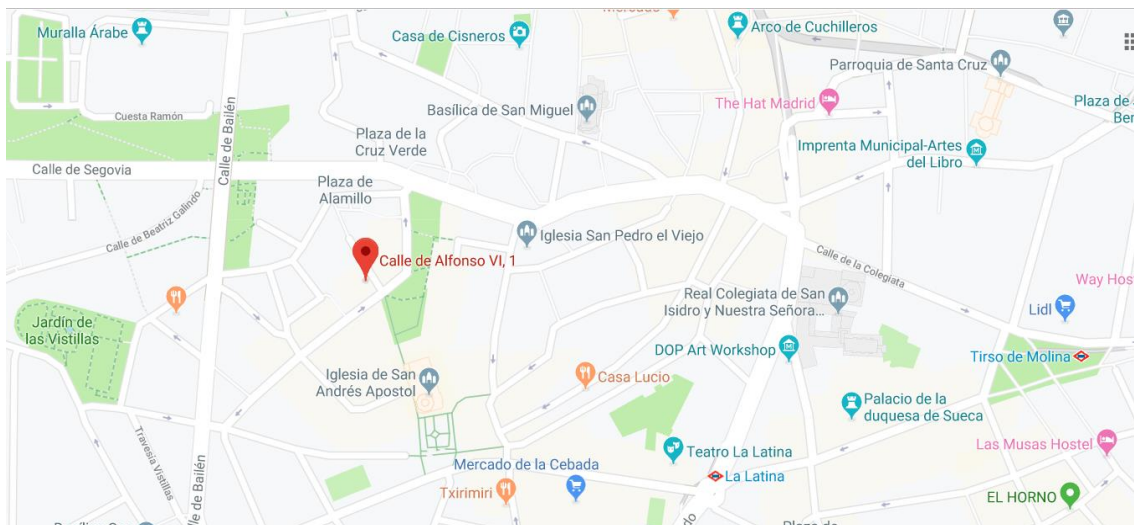 Mercado
Muralla Árabe
Casa de Cisneros
Arco de Cuchilleros
Parroquia de Santa Cruz
The Hat Madrid
Plaza de
Ber
Basílica de San Miguel
Cuesta Ramón
Plaza de la
Cruz Verde
Imprenta Municipal-Artes
del Libro
Calle de Segovia
Calle de Bailén
Plaza de
Alamillo
Calle de Beatriz Galindo
Iglesia San Pedro el Viejo
Calle de Alfonso VI, 1
Calle de la Colegiata
Way Hos
Real Colegiata de San
Isidro y Nuestra Señora...
Lidl
Jardín de
las Vistillas
DOP Art Workshop
Tirso de Molina
Iglesia de San
Andrés Apostol
Casa Lucio
Palacio de la
duquesa de Sueca
Travesía Vistillas
Calle de Bailén
Teatro La Latina
Las Musas Hostel
Mercado de la Cebada
La Latina
Txirimiri
EL HORNO
Plaza de